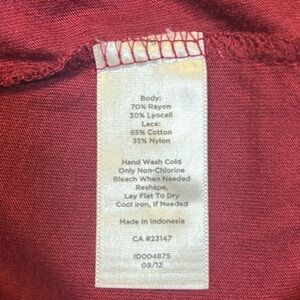 Body:
70% Rayon
30% Lyocell
Lace:
65% Cotton
35% Nylon
Hand Wash Cold
Only Non-Chlorine
Bleach When Needed
Reshape,
Lay Flat To Dry
Cool iron, If Needed
Made In Indonesia
CA #23147
ID004875
09/12